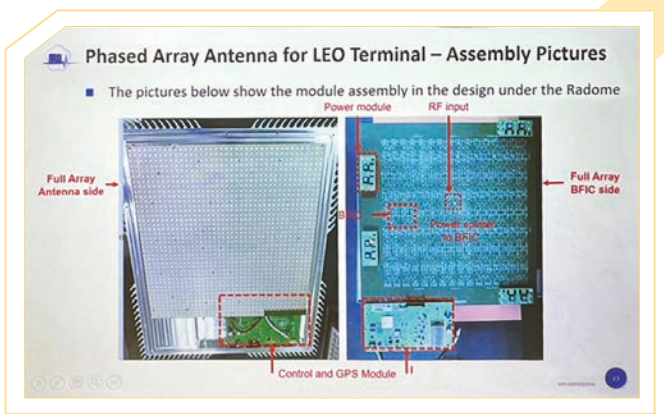 Phased Array Antenna for LEO Terminal – Assembly Pictures
The pictures below show the module assembly in the design under the Radome
Power module
RF input
Full Array
Antenna side
Full Array
BFIC side
BFIC
Power splitter
to BFIC
Control and GPS Module